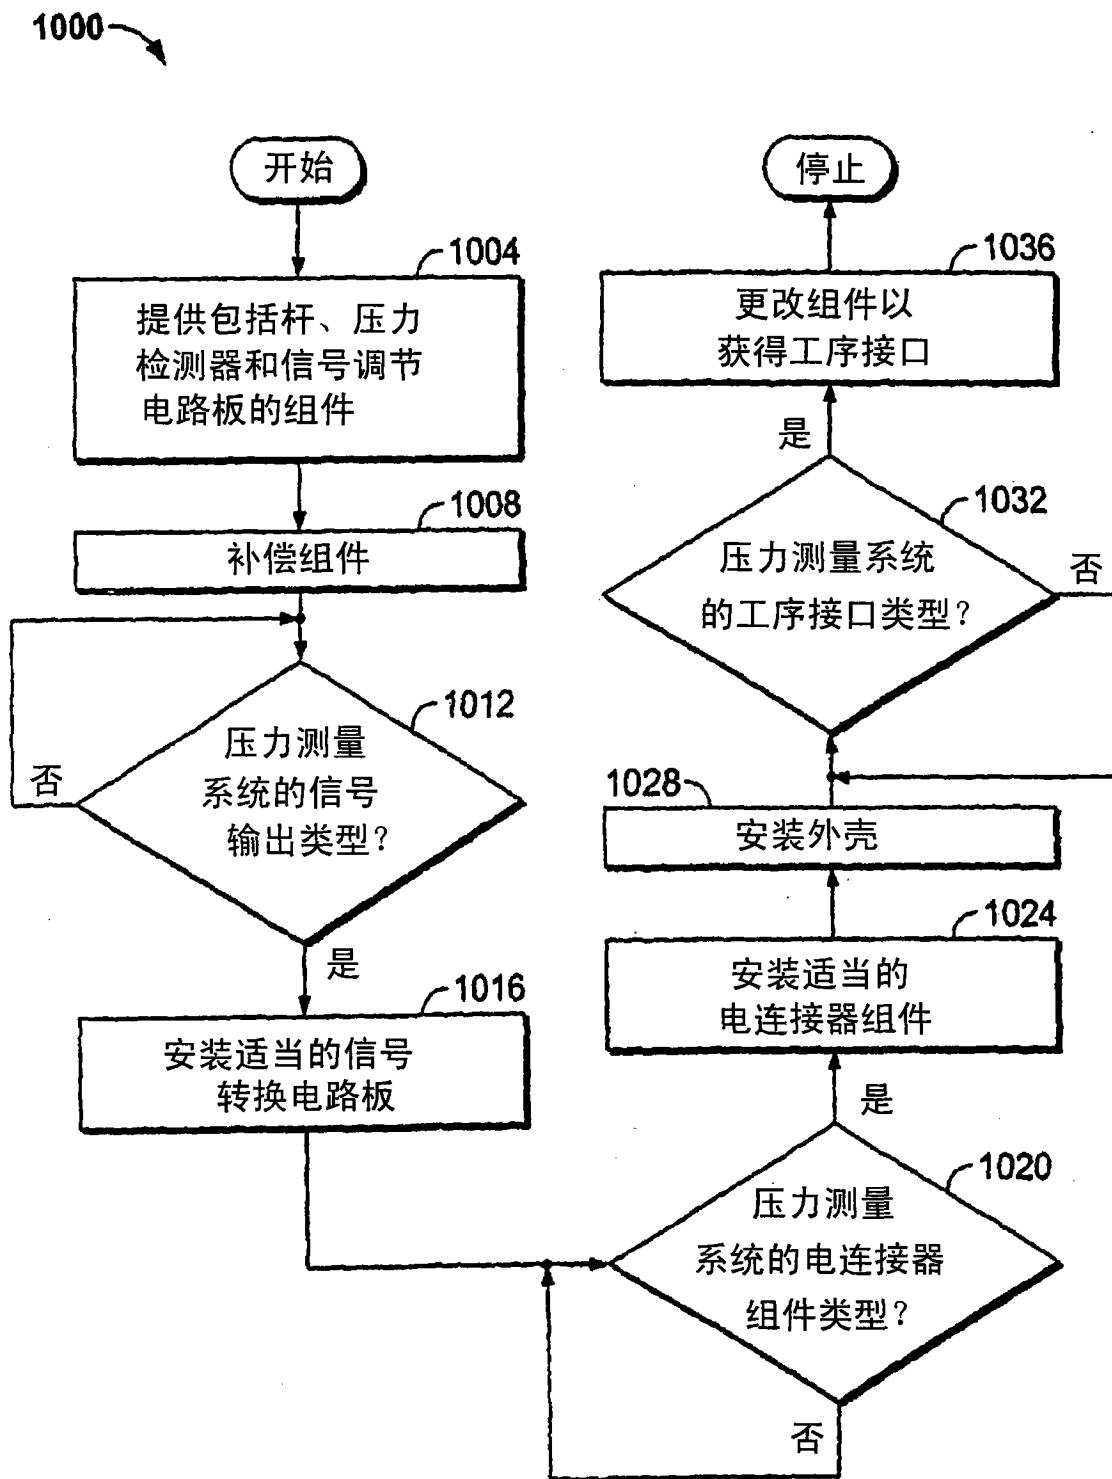 1000
开始
1004
提供包括杆、压力
检测器和信号调节
电路板的组件
1008
补偿组件
1012
压力测量
系统的信号
输出类型?
否
是
1016
安装适当的信号
转换电路板
1020
压力测量
系统的电连接器
组件类型?
否
是
1024
安装适当的
电连接器组件
1028
安装外壳
1032
压力测量系统
的工序接口类型?
否
是
1036
更改组件以
获得工序接口
停止